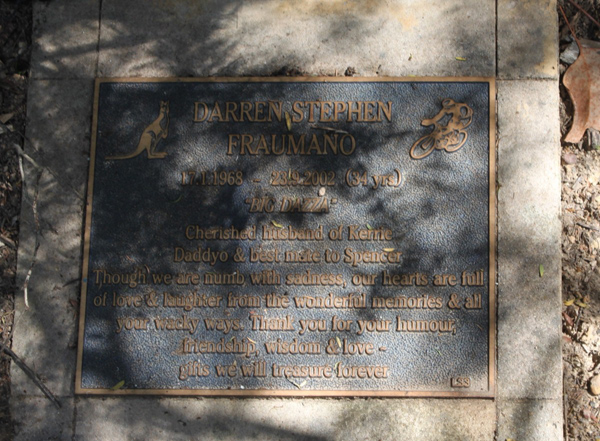 DARREN STEPHEN
FRAUMANO
17.1.1968 - 23.9.2002 (34 yrs)
"BIG DAZZA"
Cherished husband of Kerrie
Daddyo & best mate to Spencer
Though we are numb with sadness, our hearts are full
of love & laughter from the wonderful memories & all
your wacky ways. Thank you for your humour,
friendship, wisdom & love -
gifts we will treasure forever